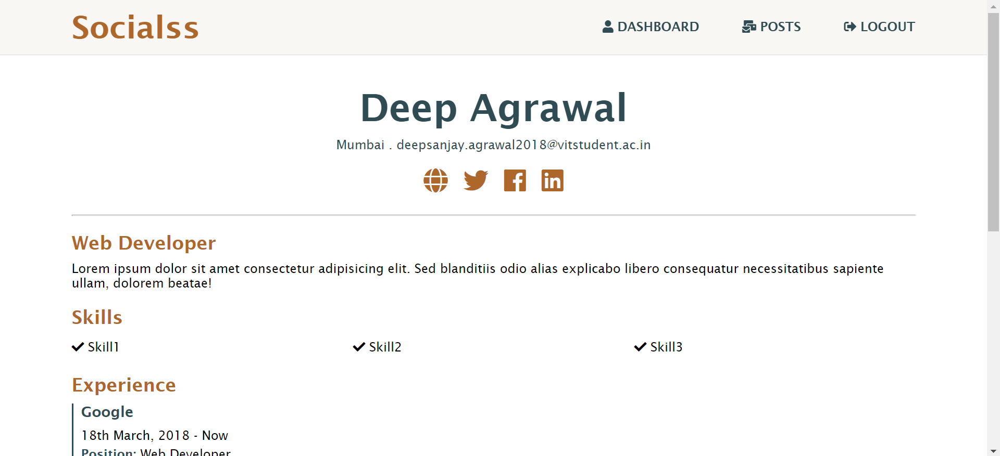 Socialss
DASHBOARD
POSTS
LOGOUT
Deep Agrawal
Mumbai . deepsanjay.agrawal2018@vitstudent.ac.in
Web Developer
Lorem ipsum dolor sit amet consectetur adipisicing elit. Sed blanditiis odio alias explicabo libero consequatur necessitatibus sapiente
ullam, dolorem beatae!
Skills
Skill1
Skill2
Skill3
Experience
Google
18th March, 2018 - Now
Position: Web Developer